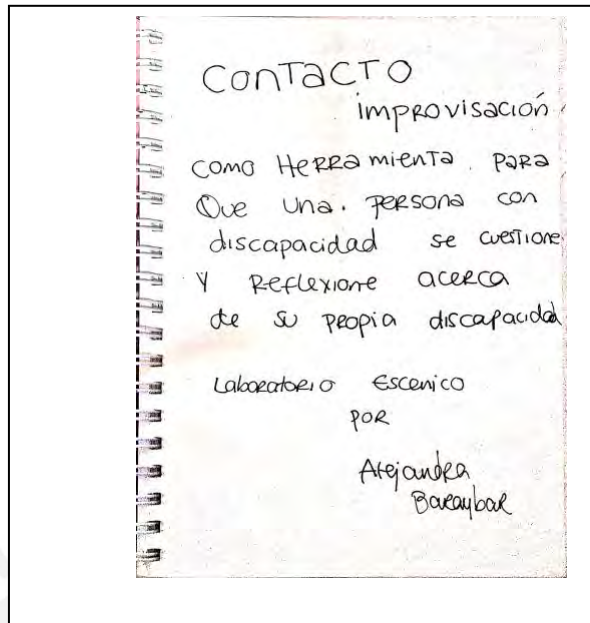 ConTacTO
impRovisación
como HeRRamienTa. paRa
Que una. peRsona con
discapacidad se cuesTione
Y Reflexione aceRca
de su pRopia discapacidad
LaboRatoRio Escenico
poR
Alejandra
BaRaybaR